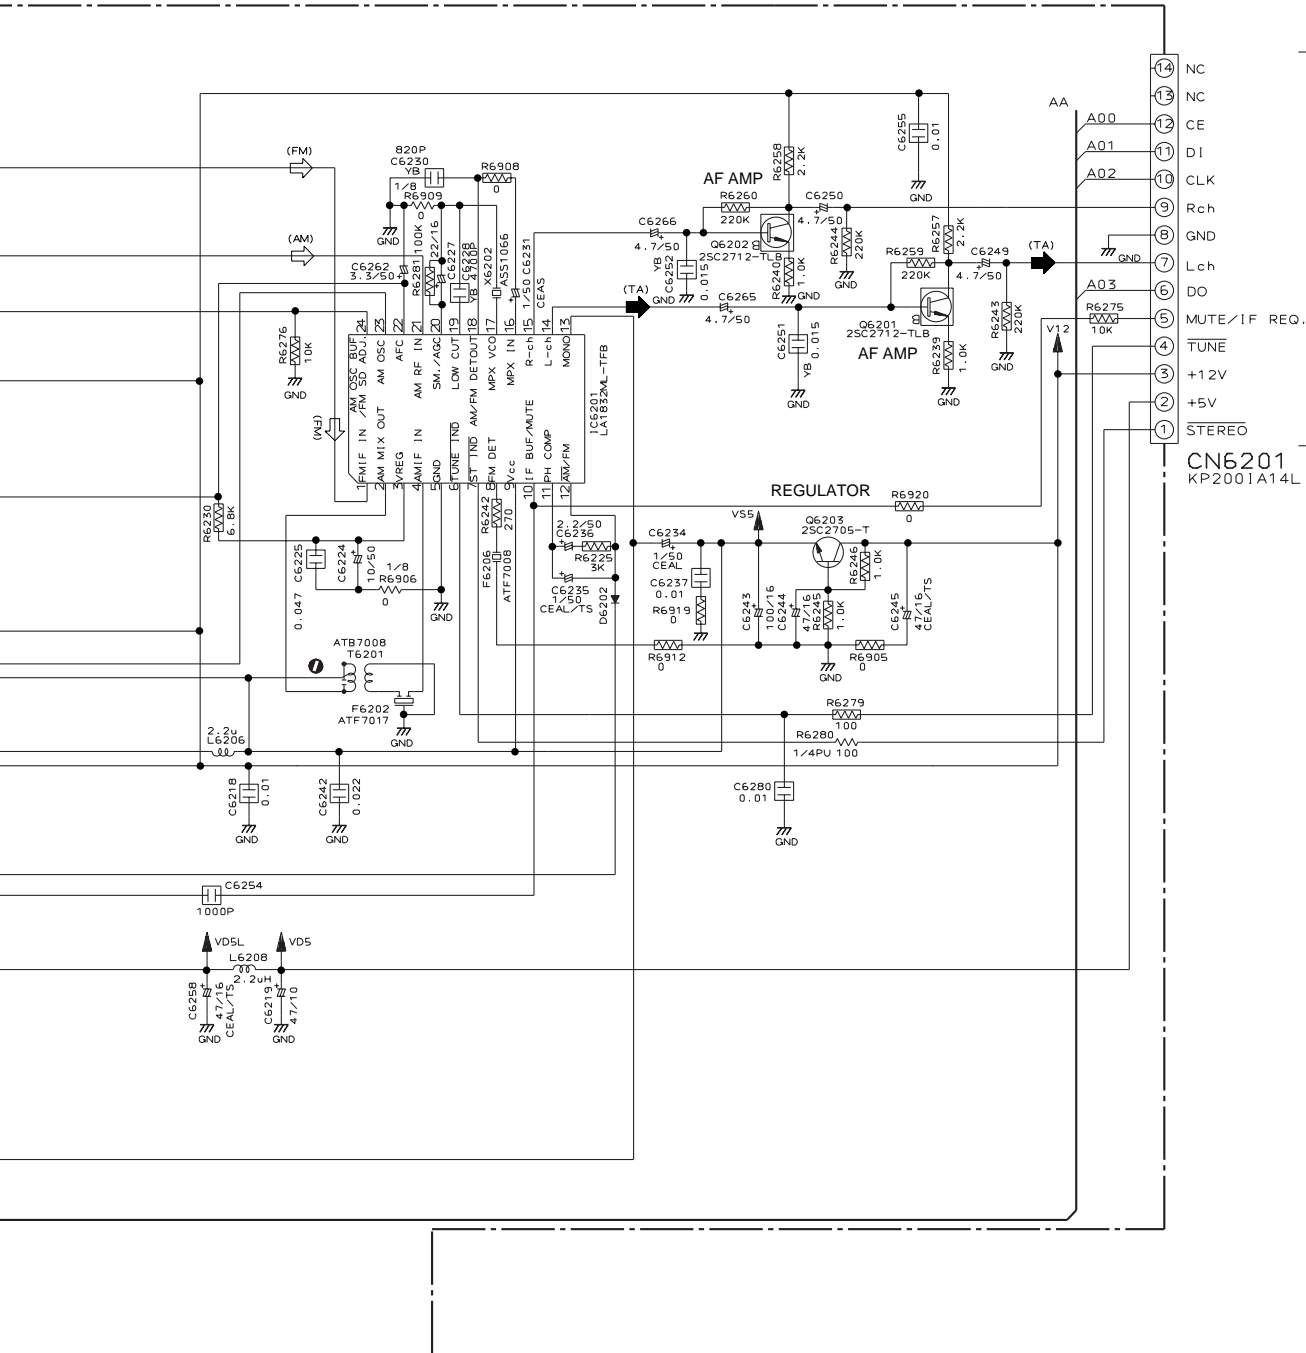 14 NC
13 NC
12 CE
11 DI
10 CLK
9 Rch
8 GND
7 Lch
6 DO
5 MUTE/IF REQ.
4 TUNE
3 +12V
2 +5V
1 STEREO
CN6201
KP200IA14L
AA
A00
A01
A02
A03
R6275
10K
V12
GND
(TA)
C6255
0.01
GND
R6258
2.2K
AF AMP
R6260
220K
C6250
4.7/50
C6266
4.7/50
Q6202
2SC2712-TLB
B
R6244
220K
GND
R6240
1.0K
GND
YB
C6252
0.015
GND
(TA)
C6265
4.7/50
R6257
2.2K
R6259
220K
C6249
4.7/50
Q6201
2SC2712-TLB
B
AF AMP
R6239
1.0K
GND
R6243
220K
GND
C6251
YB
0.015
GND
(FM)
(AM)
820P
C6230
YB
R6908
0
1/8
R6909
0
GND
C6262
3.3/50
R6281
100K
22/16
C6227
C6228
YB 4700P
X6202
ASS1066
1/50 C6231
CEAS
R6276
10K
GND
(FM)
24 AM OSC BUF /FM SD ADJ.
23 AM OSC
22 AFC
21 AM RF IN
20 SM./AGC
19 LOW CUT
18 AM/FM DETOUT
17 MPX VCO
16 MPX IN
15 R-ch
14 L-ch
13 MONO
IC6201
LA1832ML-TFB
1 FMIF IN
2 AM MIX OUT
3 VREG
4 AMIF IN
5 GND
6 TUNE IND
7 ST IND
8 FM DET
9 Vcc
10 IF BUF/MUTE
11 PH COMP
12 AM/FM
R6230
6.8K
C6225
0.047
C6224
10/50
1/8
R6906
0
GND
R6242
270
F6206
ATF7008
2.2/50
C6236
R6225
3K
C6235
1/50
CEAL/TS
D6202
C6234
1/50
CEAL
C6237
0.01
R6919
0
R6912
0
REGULATOR
VS5
Q6203
2SC2705-T
R6920
0
R6246
1.0K
C6243
100/16
C6244
47/16
R6245
1.0K
C6245
47/16
CEAL/TS
R6905
0
GND
ATB7008
T6201
F6202
ATF7017
GND
R6279
100
R6280
1/4PU 100
C6280
0.01
GND
2.2u
L6206
C6218
0.01
GND
C6242
0.022
GND
C6254
1000P
VD5L
VD5
L6208
2.2uH
C6258
47/16
CEAL/TS
GND
C6219
47/10
GND